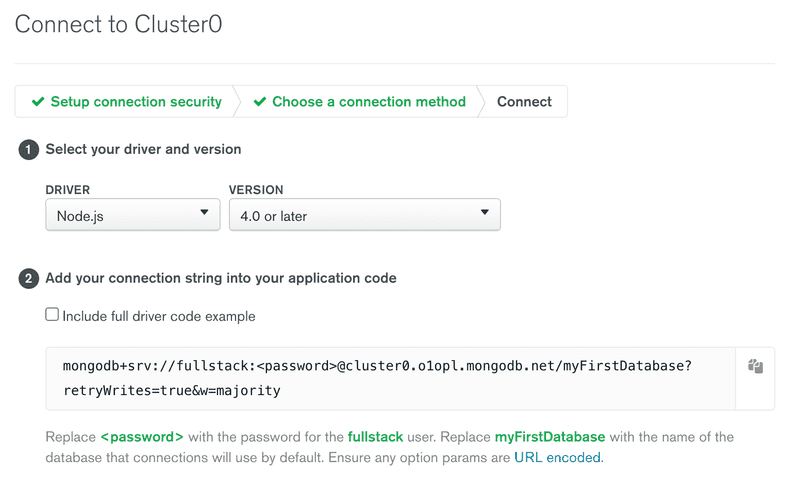 Connect to Cluster0
Setup connection security
Choose a connection method
Connect
1 Select your driver and version
DRIVER
VERSION
Node.js
4.0 or later
2 Add your connection string into your application code
Include full driver code example
mongodb+srv://fullstack:<password>@cluster0.o1opl.mongodb.net/myFirstDatabase?
retryWrites=true&w=majority
Replace <password> with the password for the fullstack user. Replace myFirstDatabase with the name of the
database that connections will use by default. Ensure any option params are URL encoded.